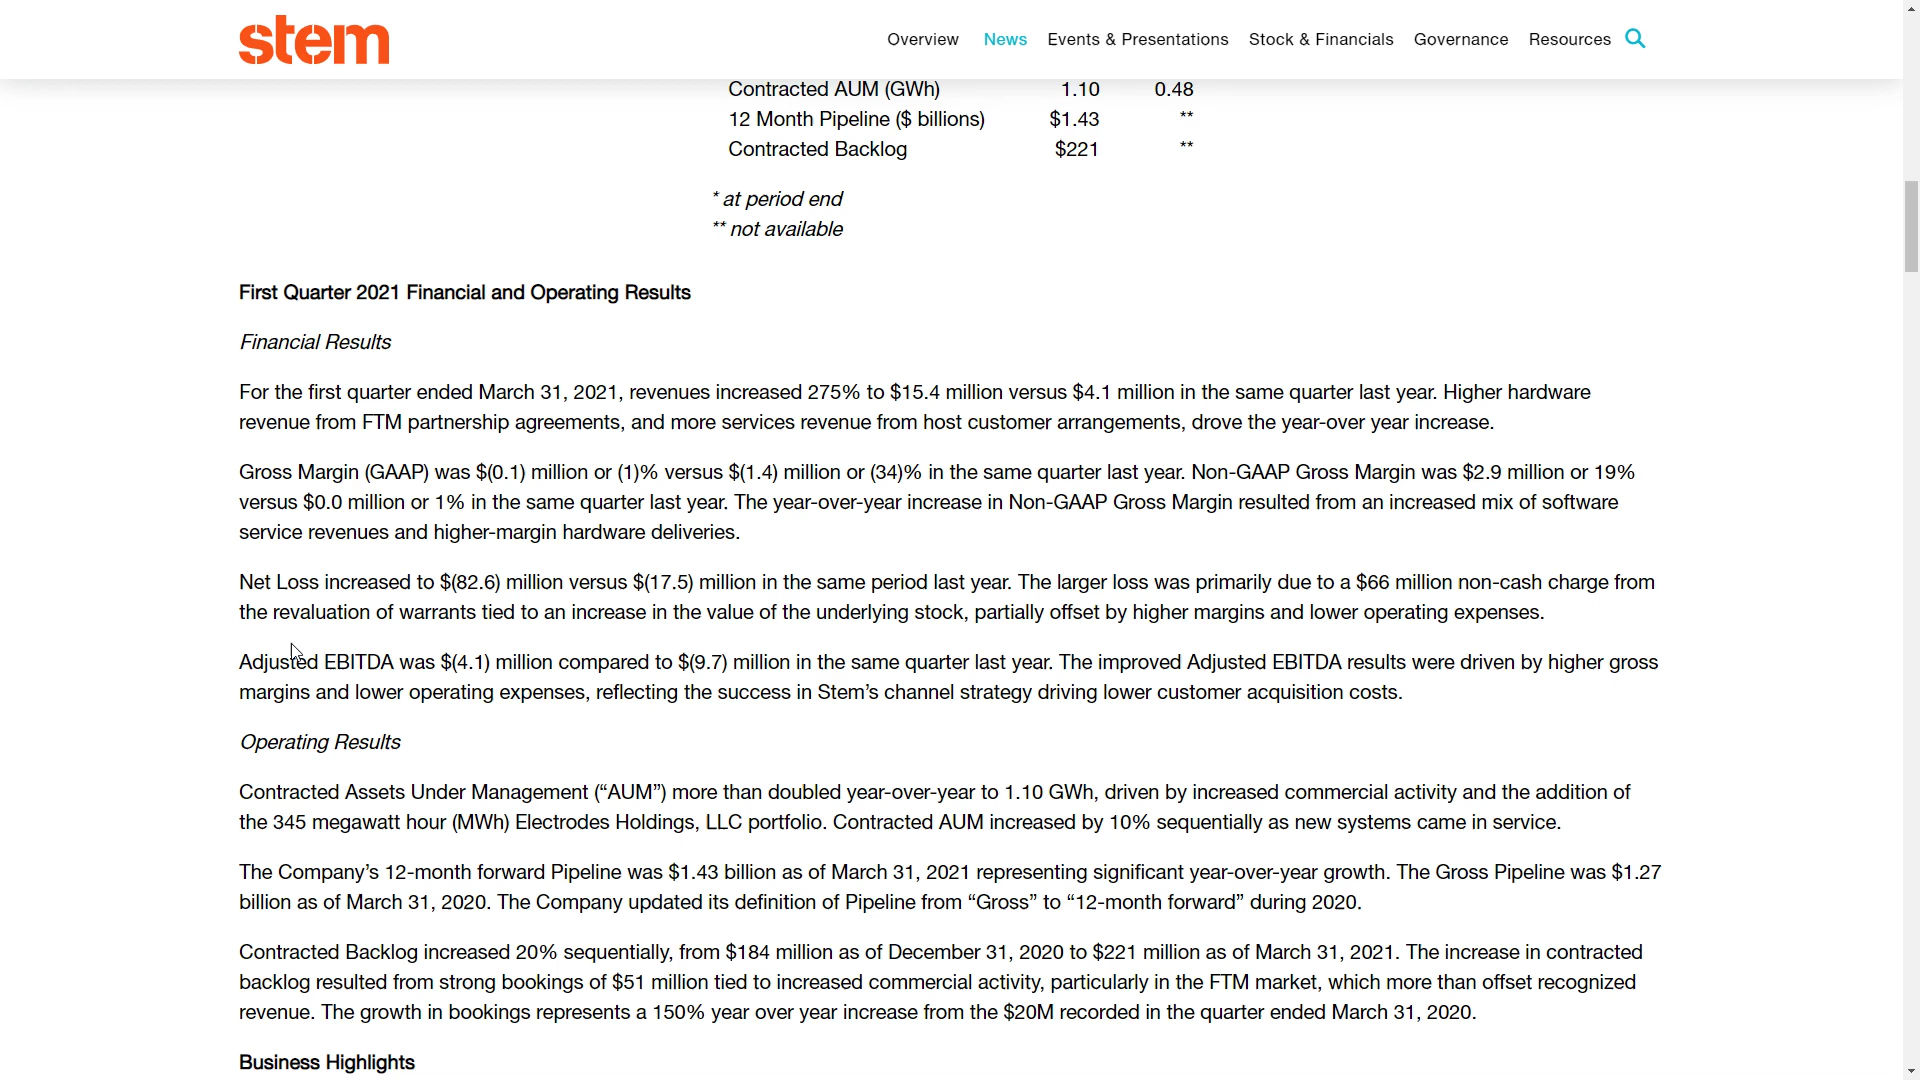 stem
Overview News Events & Presentations Stock & Financials Governance Resources
Contracted AUM (GWh) 1.10 0.48
12 Month Pipeline ($ billions) $1.43 **
Contracted Backlog $221 **
* at period end
** not available
First Quarter 2021 Financial and Operating Results
Financial Results
For the first quarter ended March 31, 2021, revenues increased 275% to $15.4 million versus $4.1 million in the same quarter last year. Higher hardware
revenue from FTM partnership agreements, and more services revenue from host customer arrangements, drove the year-over year increase.
Gross Margin (GAAP) was $(0.1) million or (1)% versus $(1.4) million or (34)% in the same quarter last year. Non-GAAP Gross Margin was $2.9 million or 19%
versus $0.0 million or 1% in the same quarter last year. The year-over-year increase in Non-GAAP Gross Margin resulted from an increased mix of software
service revenues and higher-margin hardware deliveries.
Net Loss increased to $(82.6) million versus $(17.5) million in the same period last year. The larger loss was primarily due to a $66 million non-cash charge from
the revaluation of warrants tied to an increase in the value of the underlying stock, partially offset by higher margins and lower operating expenses.
Adjusted EBITDA was $(4.1) million compared to $(9.7) million in the same quarter last year. The improved Adjusted EBITDA results were driven by higher gross
margins and lower operating expenses, reflecting the success in Stem’s channel strategy driving lower customer acquisition costs.
Operating Results
Contracted Assets Under Management (“AUM”) more than doubled year-over-year to 1.10 GWh, driven by increased commercial activity and the addition of
the 345 megawatt hour (MWh) Electrodes Holdings, LLC portfolio. Contracted AUM increased by 10% sequentially as new systems came in service.
The Company’s 12-month forward Pipeline was $1.43 billion as of March 31, 2021 representing significant year-over-year growth. The Gross Pipeline was $1.27
billion as of March 31, 2020. The Company updated its definition of Pipeline from “Gross” to “12-month forward” during 2020.
Contracted Backlog increased 20% sequentially, from $184 million as of December 31, 2020 to $221 million as of March 31, 2021. The increase in contracted
backlog resulted from strong bookings of $51 million tied to increased commercial activity, particularly in the FTM market, which more than offset recognized
revenue. The growth in bookings represents a 150% year over year increase from the $20M recorded in the quarter ended March 31, 2020.
Business Highlights